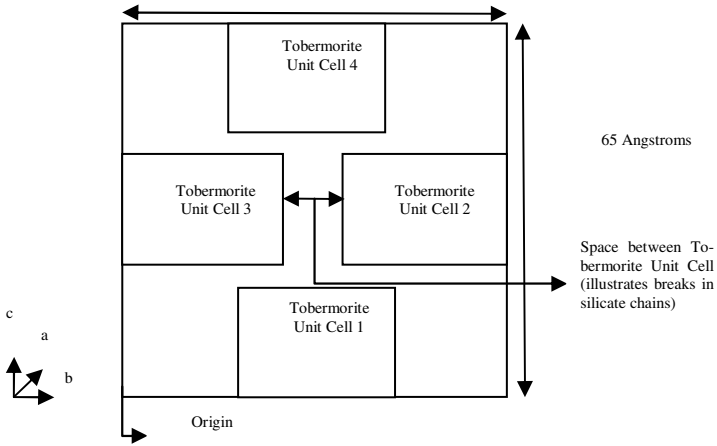 Tobermorite
Unit Cell 4
65 Angstroms
Tobermorite
Unit Cell 3
Tobermorite
Unit Cell 2
Space between To-
bermorite Unit Cell
(illustrates breaks in
silicate chains)
Tobermorite
Unit Cell 1
c
a
b
Origin